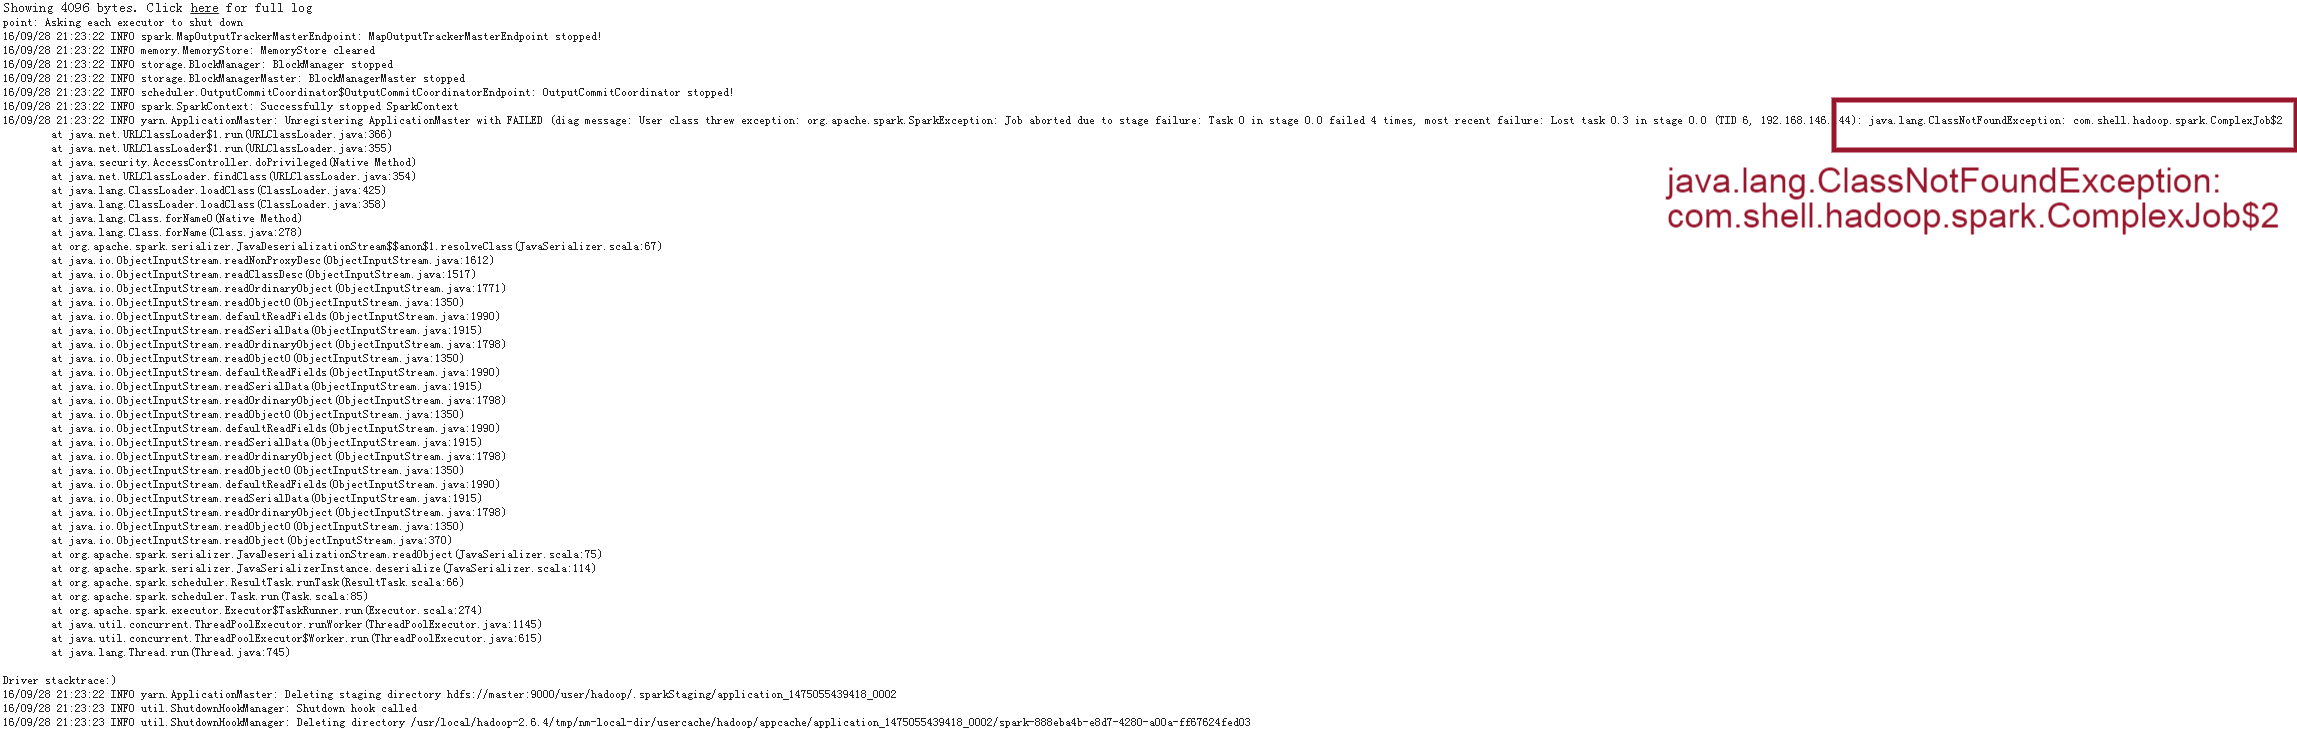 Showing 4096 bytes. Click here for full log
point: Asking each executor to shut down
16/09/28 21:23:22 INFO spark.MapOutputTrackerMasterEndpoint: MapOutputTrackerMasterEndpoint stopped!
16/09/28 21:23:22 INFO memory.MemoryStore: MemoryStore cleared
16/09/28 21:23:22 INFO storage.BlockManager: BlockManager stopped
16/09/28 21:23:22 INFO storage.BlockManagerMaster: BlockManagerMaster stopped
16/09/28 21:23:22 INFO scheduler.OutputCommitCoordinator$OutputCommitCoordinatorEndpoint: OutputCommitCoordinator stopped!
16/09/28 21:23:22 INFO spark.SparkContext: Successfully stopped SparkContext
16/09/28 21:23:22 INFO yarn.ApplicationMaster: Unregistering ApplicationMaster with FAILED (diag message: User class threw exception: org.apache.spark.SparkException: Job aborted due to stage failure: Task 0 in stage 0.0 failed 4 times, most recent failure: Lost task 0.3 in stage 0.0 (TID 6, 192.168.146. 44): java.lang.ClassNotFoundException: com.shell.hadoop.spark.ComplexJob$2
at java.net.URLClassLoader$1.run(URLClassLoader.java:366)
at java.net.URLClassLoader$1.run(URLClassLoader.java:355)
at java.security.AccessController.doPrivileged(Native Method)
at java.net.URLClassLoader.findClass(URLClassLoader.java:354)
at java.lang.ClassLoader.loadClass(ClassLoader.java:425)
at java.lang.ClassLoader.loadClass(ClassLoader.java:358)
at java.lang.Class.forName0(Native Method)
at java.lang.Class.forName(Class.java:278)
at org.apache.spark.serializer.JavaDeserializationStream$$anon$1.resolveClass(JavaSerializer.scala:67)
at java.io.ObjectInputStream.readNonProxyDesc(ObjectInputStream.java:1612)
at java.io.ObjectInputStream.readClassDesc(ObjectInputStream.java:1517)
at java.io.ObjectInputStream.readOrdinaryObject(ObjectInputStream.java:1771)
at java.io.ObjectInputStream.readObject0(ObjectInputStream.java:1350)
at java.io.ObjectInputStream.defaultReadFields(ObjectInputStream.java:1990)
at java.io.ObjectInputStream.readSerialData(ObjectInputStream.java:1915)
at java.io.ObjectInputStream.readOrdinaryObject(ObjectInputStream.java:1798)
at java.io.ObjectInputStream.readObject0(ObjectInputStream.java:1350)
at java.io.ObjectInputStream.defaultReadFields(ObjectInputStream.java:1990)
at java.io.ObjectInputStream.readSerialData(ObjectInputStream.java:1915)
at java.io.ObjectInputStream.readOrdinaryObject(ObjectInputStream.java:1798)
at java.io.ObjectInputStream.readObject0(ObjectInputStream.java:1350)
at java.io.ObjectInputStream.defaultReadFields(ObjectInputStream.java:1990)
at java.io.ObjectInputStream.readSerialData(ObjectInputStream.java:1915)
at java.io.ObjectInputStream.readOrdinaryObject(ObjectInputStream.java:1798)
at java.io.ObjectInputStream.readObject0(ObjectInputStream.java:1350)
at java.io.ObjectInputStream.defaultReadFields(ObjectInputStream.java:1990)
at java.io.ObjectInputStream.readSerialData(ObjectInputStream.java:1915)
at java.io.ObjectInputStream.readOrdinaryObject(ObjectInputStream.java:1798)
at java.io.ObjectInputStream.readObject0(ObjectInputStream.java:1350)
at java.io.ObjectInputStream.readObject(ObjectInputStream.java:370)
at org.apache.spark.serializer.JavaDeserializationStream.readObject(JavaSerializer.scala:75)
at org.apache.spark.serializer.JavaSerializerInstance.deserialize(JavaSerializer.scala:114)
at org.apache.spark.scheduler.ResultTask.runTask(ResultTask.scala:66)
at org.apache.spark.scheduler.Task.run(Task.scala:85)
at org.apache.spark.executor.Executor$TaskRunner.run(Executor.scala:274)
at java.util.concurrent.ThreadPoolExecutor.runWorker(ThreadPoolExecutor.java:1145)
at java.util.concurrent.ThreadPoolExecutor$Worker.run(ThreadPoolExecutor.java:615)
at java.lang.Thread.run(Thread.java:745)
java.lang.ClassNotFoundException:
com.shell.hadoop.spark.ComplexJob$2
Driver stacktrace:)
16/09/28 21:23:22 INFO yarn.ApplicationMaster: Deleting staging directory hdfs://master:9000/user/hadoop/.sparkStaging/application_1475055439418_0002
16/09/28 21:23:23 INFO util.ShutdownHookManager: Shutdown hook called
16/09/28 21:23:23 INFO util.ShutdownHookManager: Deleting directory /usr/local/hadoop-2.6.4/tmp/nm-local-dir/usercache/hadoop/appcache/application_1475055439418_0002/spark-888eba4b-e8d7-4280-a00a-ff67624fed03